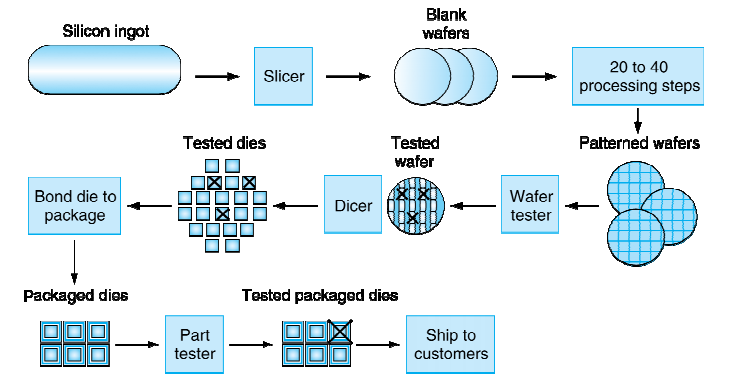 Silicon ingot
Slicer
Blank
wafers
20 to 40
processing steps
Patterned wafers
Wafer
tester
Tested
wafer
Dicer
Tested dies
Bond die to
package
Packaged dies
Part
tester
Tested packaged dies
Ship to
customers